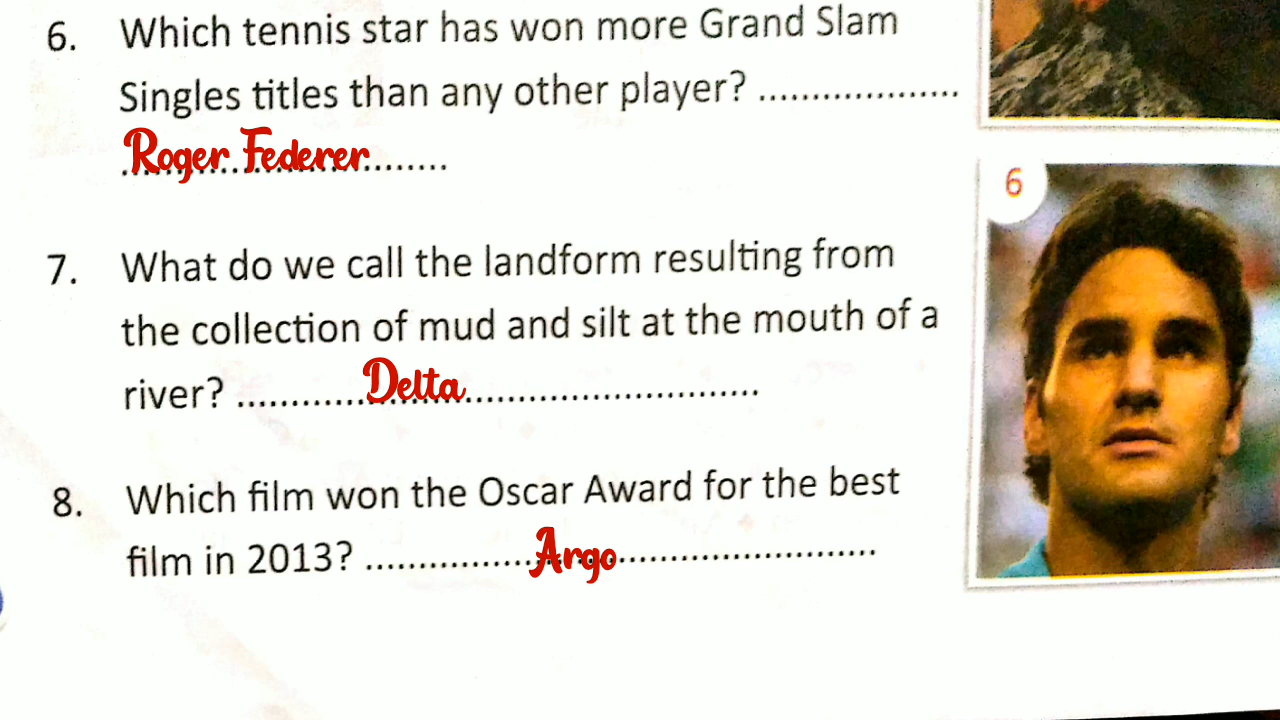 6. Which tennis star has won more Grand Slam
Singles titles than any other player? ....................
Roger Federer
7. What do we call the landform resulting from
the collection of mud and silt at the mouth of a
river? ............Delta..............................
8. Which film won the Oscar Award for the best
film in 2013? ................Argo..........................
6